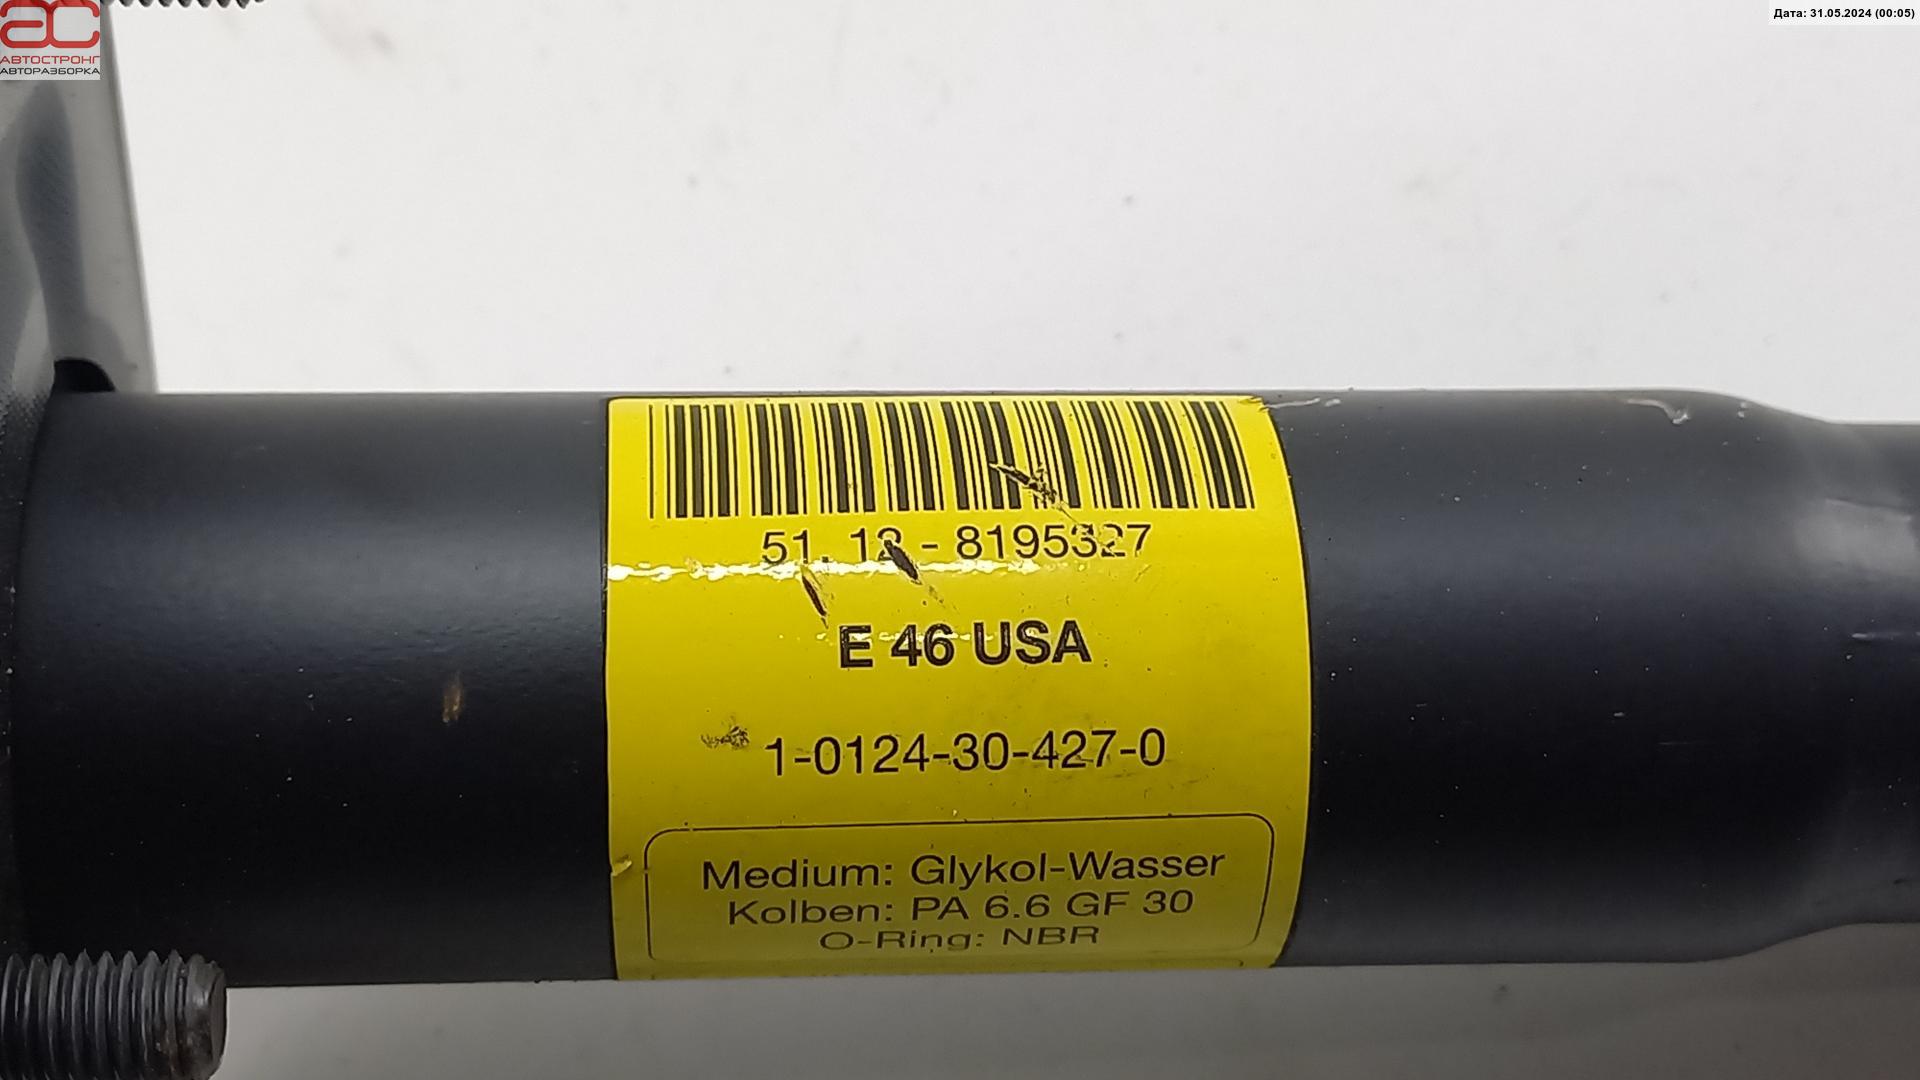 ac
АВТОСТРОНГ
АВТОРАЗБОРКА
Дата: 31.05.2024 (00:05)
51. 12 - 8195327
E 46 USA
1-0124-30-427-0
Medium: Glykol-Wasser
Kolben: PA 6.6 GF 30
O-Ring: NBR